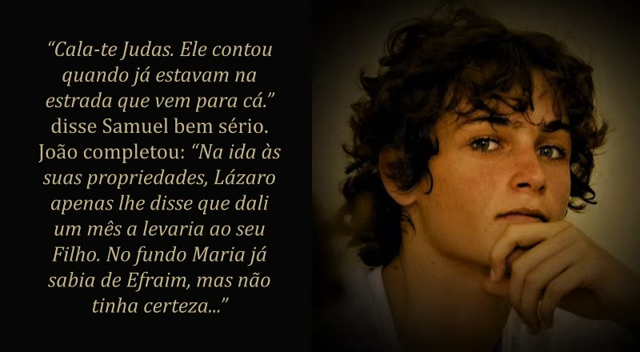 “Cala-te Judas. Ele contou
quando já estavam na
estrada que vem para cá.”
disse Samuel bem sério.
João completou: “Na ida às
suas propriedades, Lázaro
apenas lhe disse que dali
um mês a levaria ao seu
Filho. No fundo Maria já
sabia de Efraim, mas não
tinha certeza...”